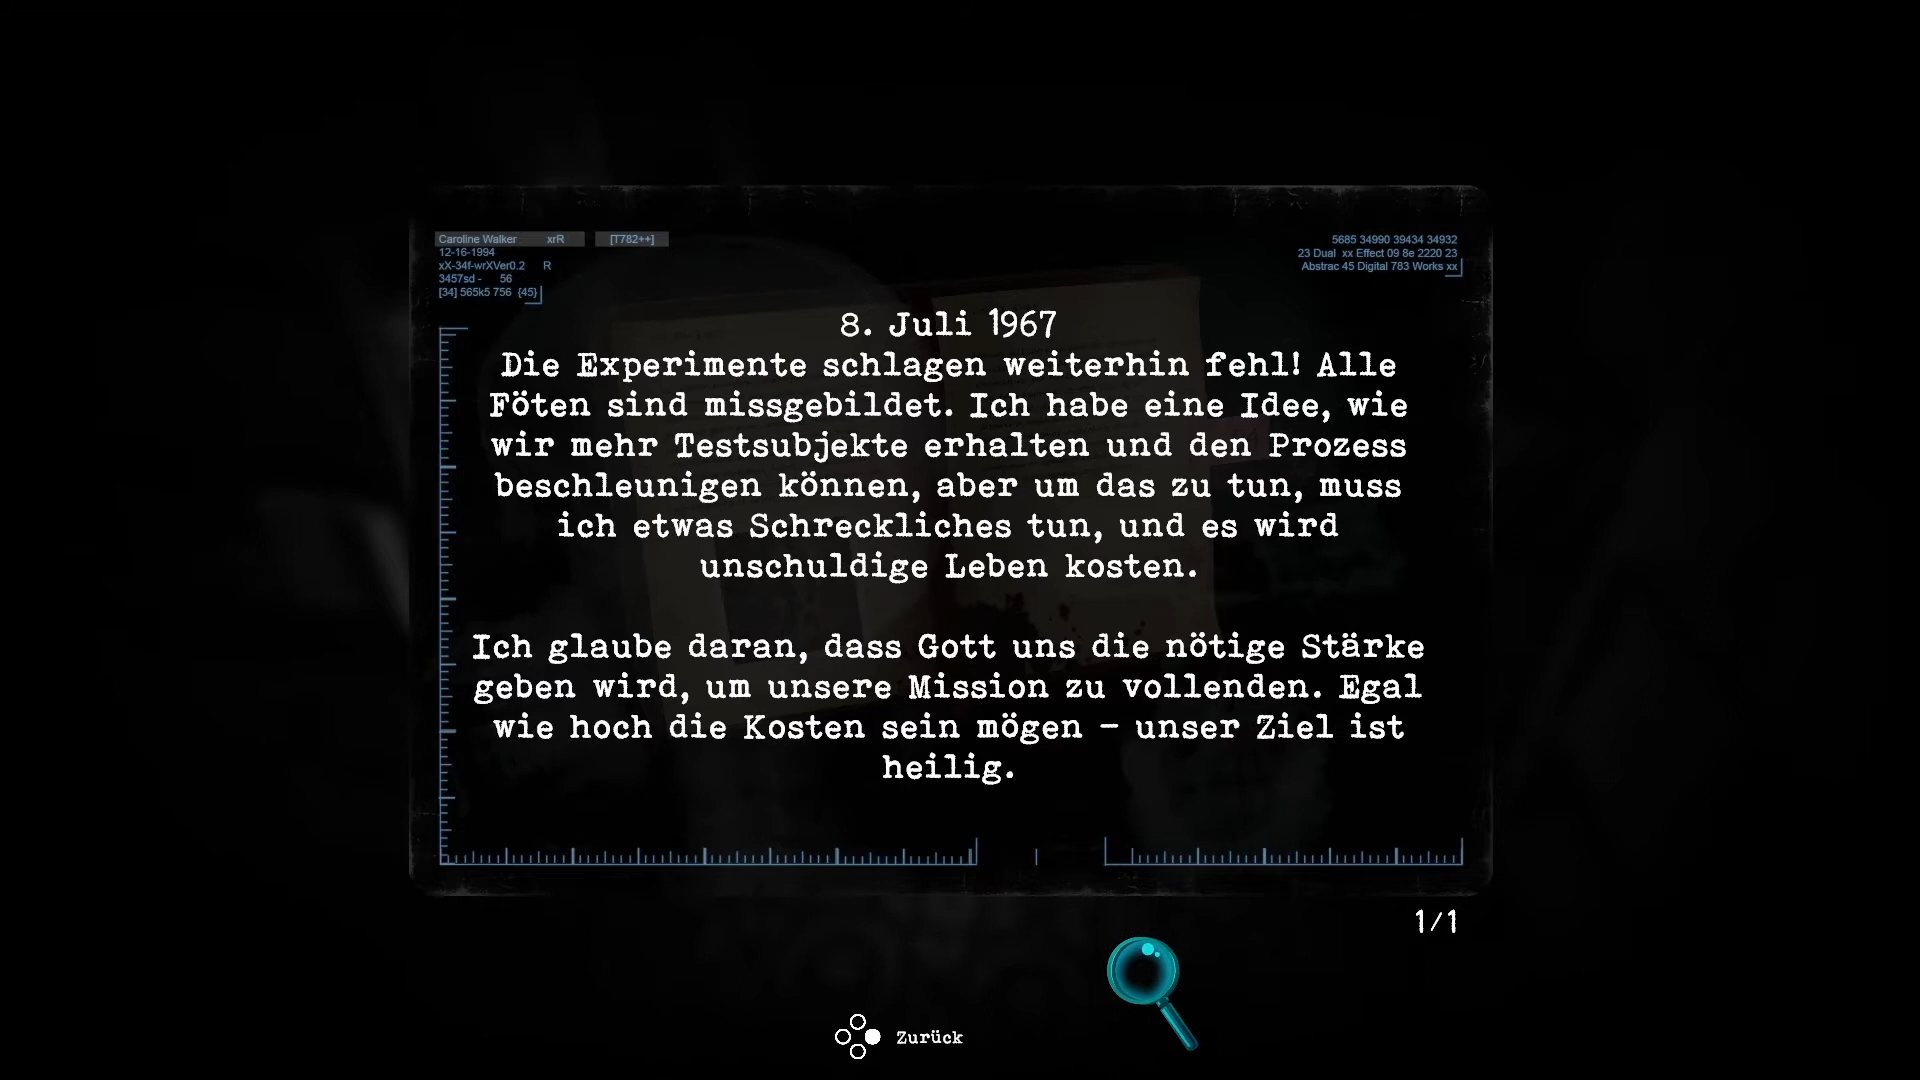 Caroline Walker xrR [T782++]
12-16-1994
xX-34f-wrXVer0.2 R
3457sd - 56
[34] 565k5 756 {45}
5685 34990 39434 34932
23 Dual xx Effect 09 8e 2220 23
Abstrac 45 Digital 783 Works xx
8. Juli 1967
Die Experimente schlagen weiterhin fehl! Alle
Föten sind missgebildet. Ich habe eine Idee, wie
wir mehr Testsubjekte erhalten und den Prozess
beschleunigen können, aber um das zu tun, muss
ich etwas Schreckliches tun, und es wird
unschuldige Leben kosten.
Ich glaube daran, dass Gott uns die nötige Stärke
geben wird, um unsere Mission zu vollenden. Egal
wie hoch die Kosten sein mögen – unser Ziel ist
heilig.
1/1
Zurück